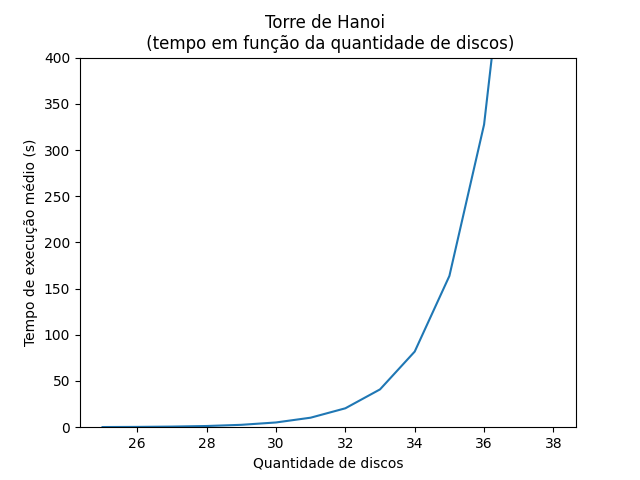 Torre de Hanoi
(tempo em função da quantidade de discos)
400
350
300
250
200
150
100
50
0
Tempo de execução médio (s)
26 28 30 32 34 36 38
Quantidade de discos